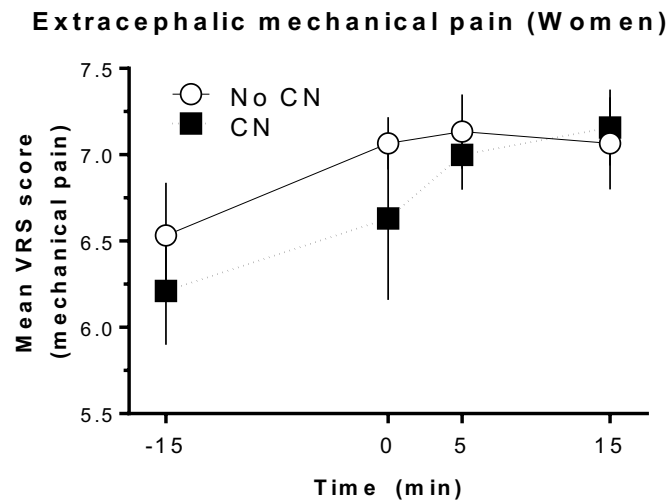 Extracephalic mechanical pain (Women)
7.5
7.0
6.5
6.0
5.5
No CN
CN
Mean VRS score
(mechanical pain)
-15 0 5 15
Time (min)